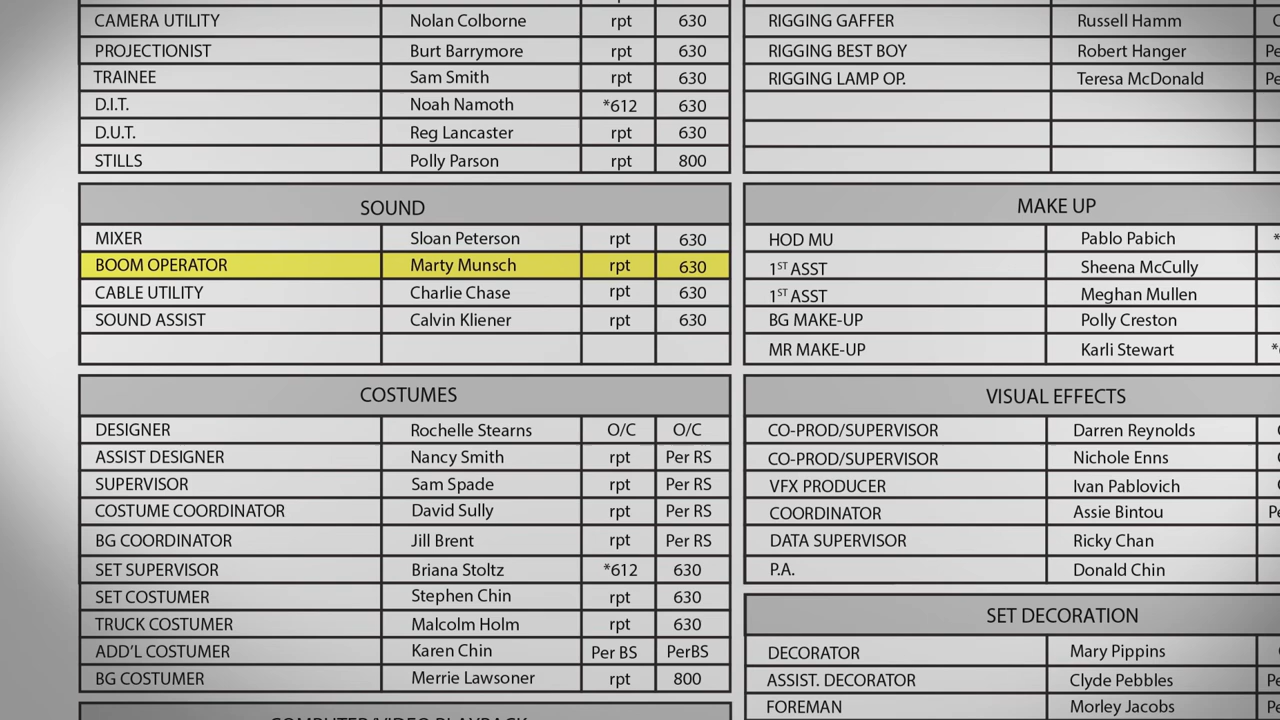 CAMERA UTILITY Nolan Colborne rpt 630
PROJECTIONIST Burt Barrymore rpt 630
TRAINEE Sam Smith rpt 630
D.I.T. Noah Namoth *612 630
D.U.T. Reg Lancaster rpt 630
STILLS Polly Parson rpt 800
SOUND
MIXER Sloan Peterson rpt 630
BOOM OPERATOR Marty Munsch rpt 630
CABLE UTILITY Charlie Chase rpt 630
SOUND ASSIST Calvin Kliener rpt 630
COSTUMES
DESIGNER Rochelle Stearns O/C O/C
ASSIST DESIGNER Nancy Smith rpt Per RS
SUPERVISOR Sam Spade rpt Per RS
COSTUME COORDINATOR David Sully rpt Per RS
BG COORDINATOR Jill Brent rpt Per RS
SET SUPERVISOR Briana Stoltz *612 630
SET COSTUMER Stephen Chin rpt 630
TRUCK COSTUMER Malcolm Holm rpt 630
ADD'L COSTUMER Karen Chin Per BS PerBS
BG COSTUMER Merrie Lawsoner rpt 800
COMPUTER/VIDEO PLAYBACK
RIGGING GAFFER Russell Hamm
RIGGING BEST BOY Robert Hanger
RIGGING LAMP OP. Teresa McDonald
MAKE UP
HOD MU Pablo Pabich *
1ST ASST Sheena McCully
1ST ASST Meghan Mullen
BG MAKE-UP Polly Creston
MR MAKE-UP Karli Stewart
VISUAL EFFECTS
CO-PROD/SUPERVISOR Darren Reynolds
CO-PROD/SUPERVISOR Nichole Enns
VFX PRODUCER Ivan Pablovich
COORDINATOR Assie Bintou
DATA SUPERVISOR Ricky Chan
P.A. Donald Chin
SET DECORATION
DECORATOR Mary Pippins
ASSIST. DECORATOR Clyde Pebbles
FOREMAN Morley Jacobs